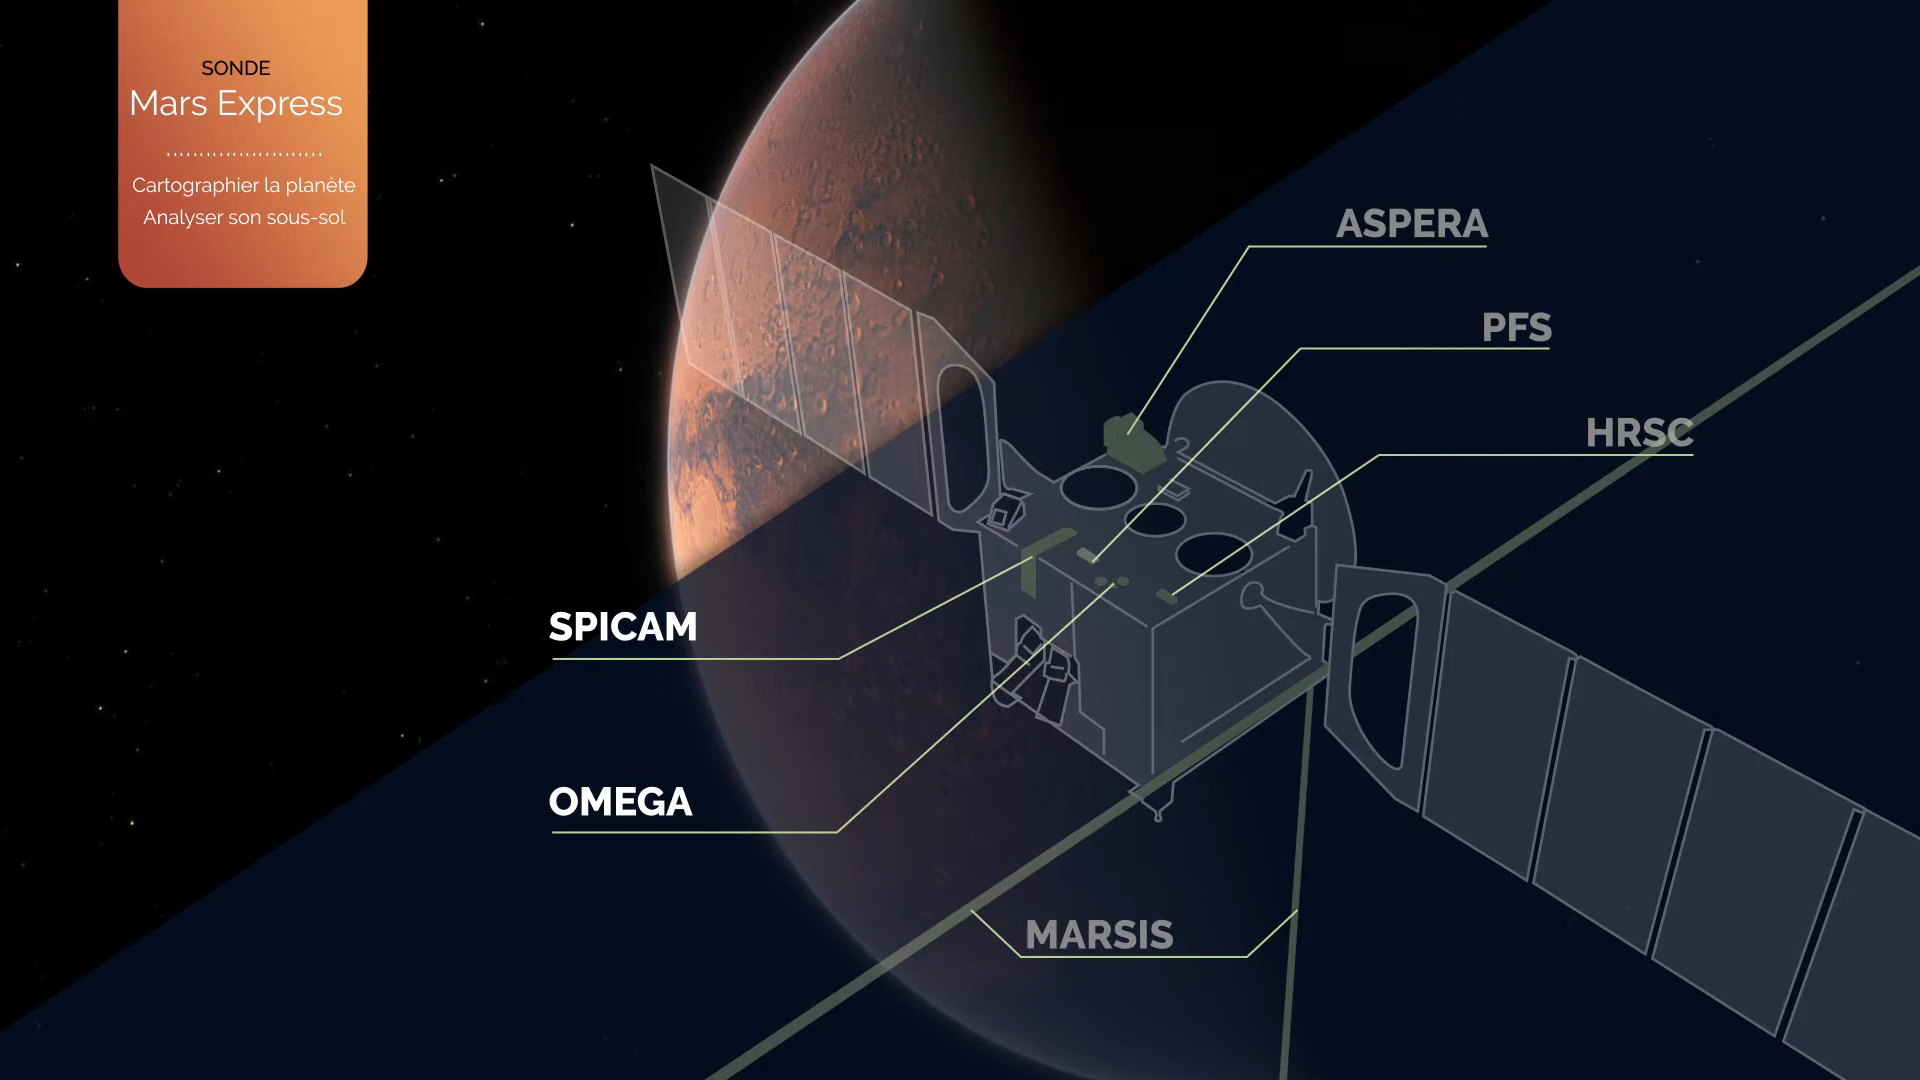 SONDE
Mars Express
Cartographier la planète
Analyser son sous-sol
ASPERA
PFS
HRSC
SPICAM
OMEGA
MARSIS